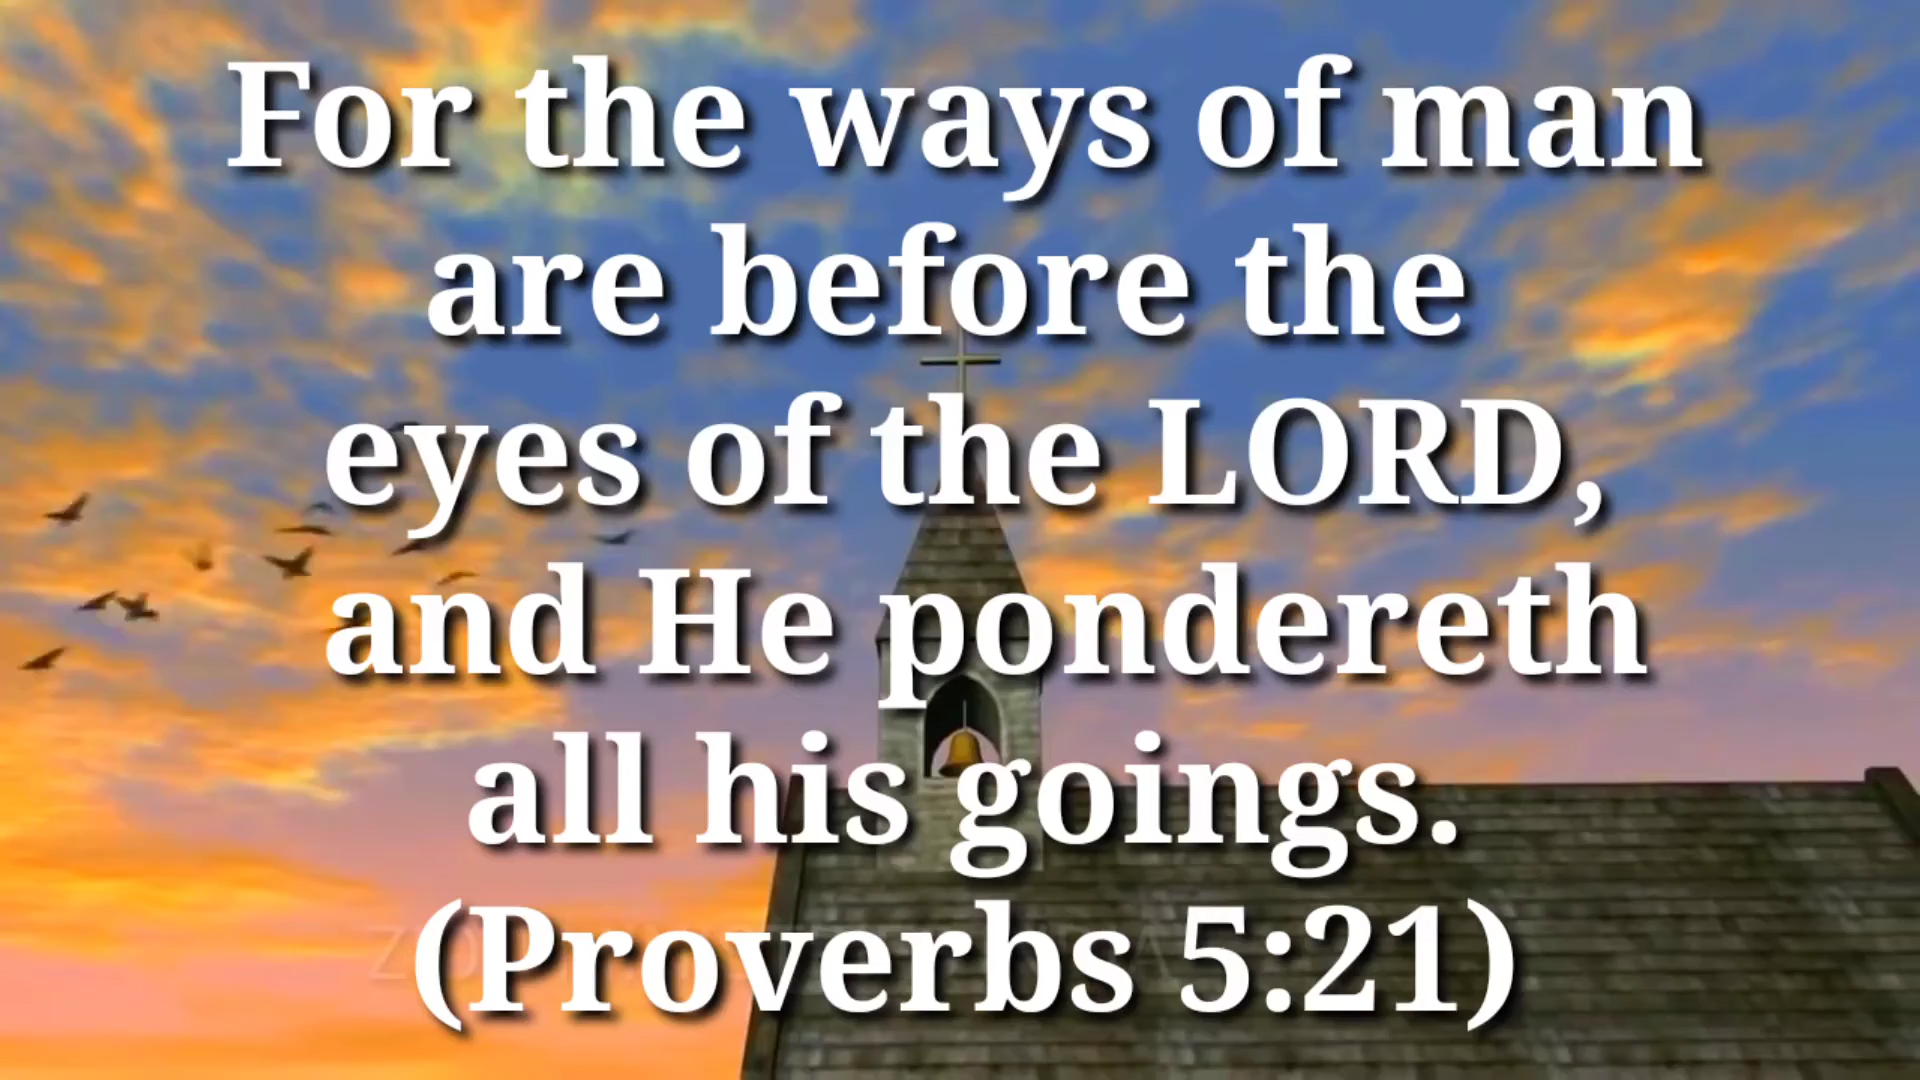 For the ways of man
are before the
eyes of the LORD,
and He pondereth
all his goings.
(Proverbs 5:21)